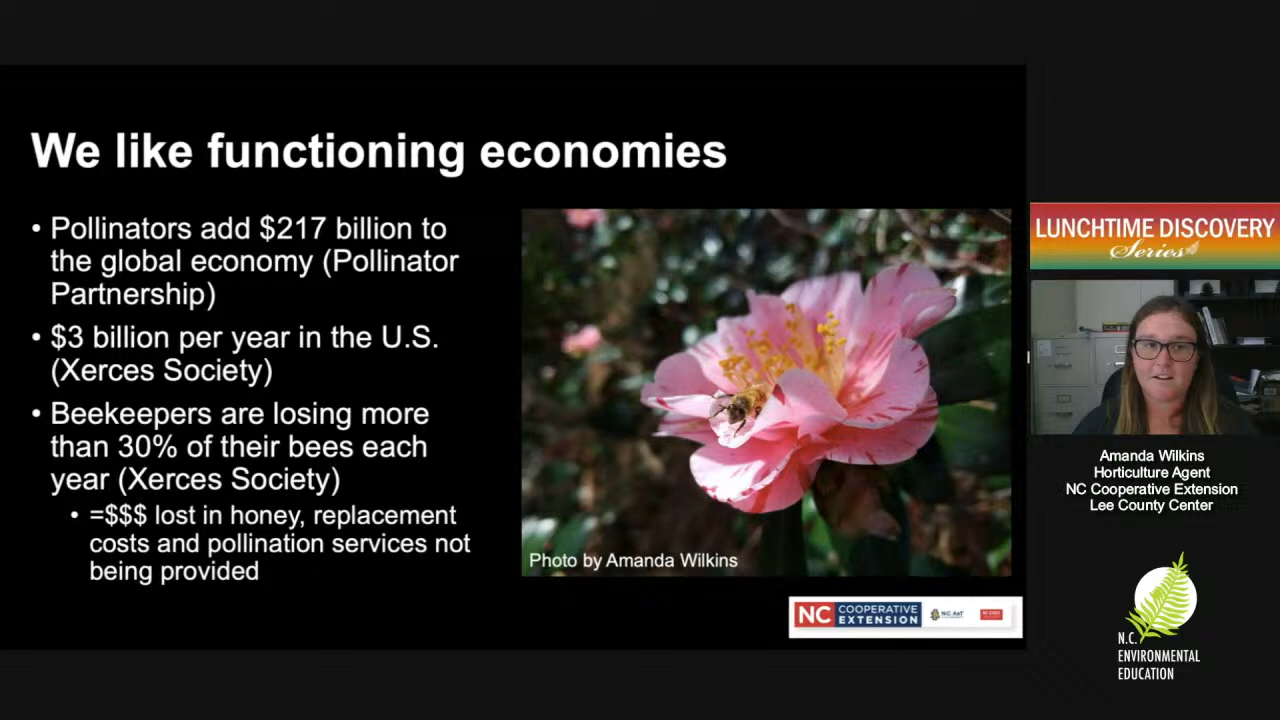 We like functioning economies
• Pollinators add $217 billion to
the global economy (Pollinator
Partnership)
• $3 billion per year in the U.S.
(Xerces Society)
• Beekeepers are losing more
than 30% of their bees each
year (Xerces Society)
• =$$$ lost in honey, replacement
costs and pollination services not
being provided
Photo by Amanda Wilkins
NC COOPERATIVE
EXTENSION
N.C. A&T
NC STATE
LUNCHTIME DISCOVERY
Series
Amanda Wilkins
Horticulture Agent
NC Cooperative Extension
Lee County Center
N.C.
ENVIRONMENTAL
EDUCATION